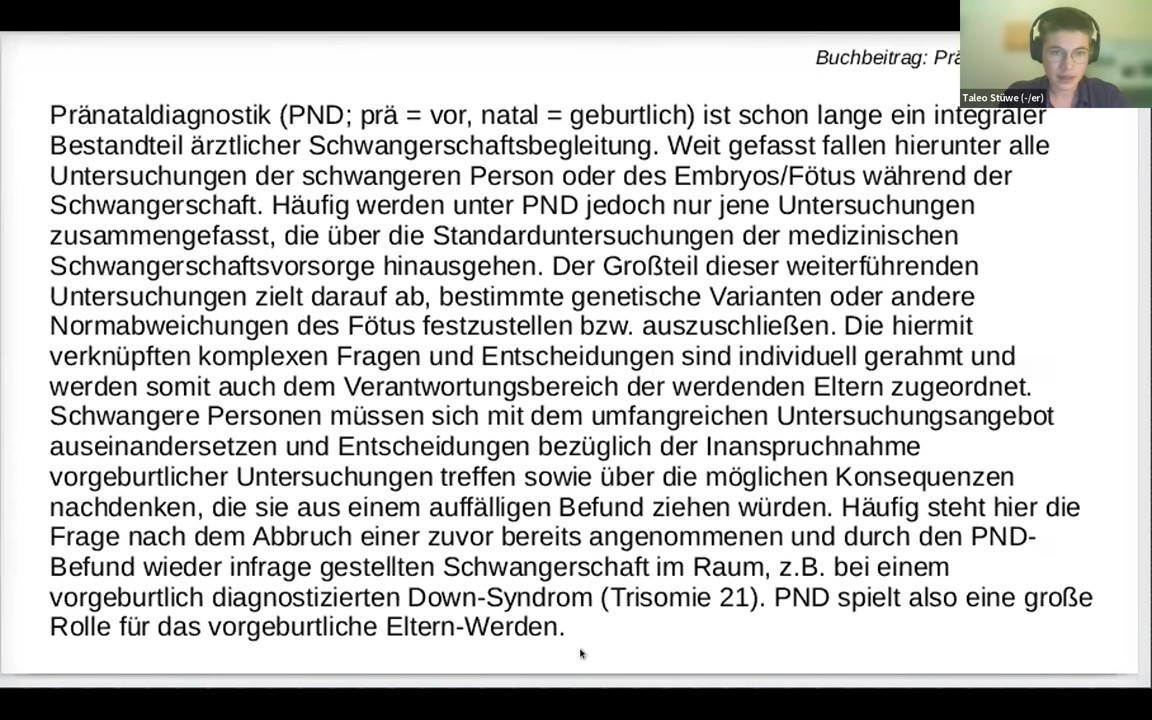 Buchbeitrag:
Taleo Stüwe (-/er)
Pränataldiagnostik (PND; prä = vor, natal = geburtlich) ist schon lange ein integraler
Bestandteil ärztlicher Schwangerschaftsbegleitung. Weit gefasst fallen hierunter alle
Untersuchungen der schwangeren Person oder des Embryos/Fötus während der
Schwangerschaft. Häufig werden unter PND jedoch nur jene Untersuchungen
zusammengefasst, die über die Standarduntersuchungen der medizinischen
Schwangerschaftsvorsorge hinausgehen. Der Großteil dieser weiterführenden
Untersuchungen zielt darauf ab, bestimmte genetische Varianten oder andere
Normabweichungen des Fötus festzustellen bzw. auszuschließen. Die hiermit
verknüpften komplexen Fragen und Entscheidungen sind individuell gerahmt und
werden somit auch dem Verantwortungsbereich der werdenden Eltern zugeordnet.
Schwangere Personen müssen sich mit dem umfangreichen Untersuchungsangebot
auseinandersetzen und Entscheidungen bezüglich der Inanspruchnahme
vorgeburtlicher Untersuchungen treffen sowie über die möglichen Konsequenzen
nachdenken, die sie aus einem auffälligen Befund ziehen würden. Häufig steht hier die
Frage nach dem Abbruch einer zuvor bereits angenommenen und durch den PND-
Befund wieder infrage gestellten Schwangerschaft im Raum, z.B. bei einem
vorgeburtlich diagnostizierten Down-Syndrom (Trisomie 21). PND spielt also eine große
Rolle für das vorgeburtliche Eltern-Werden.